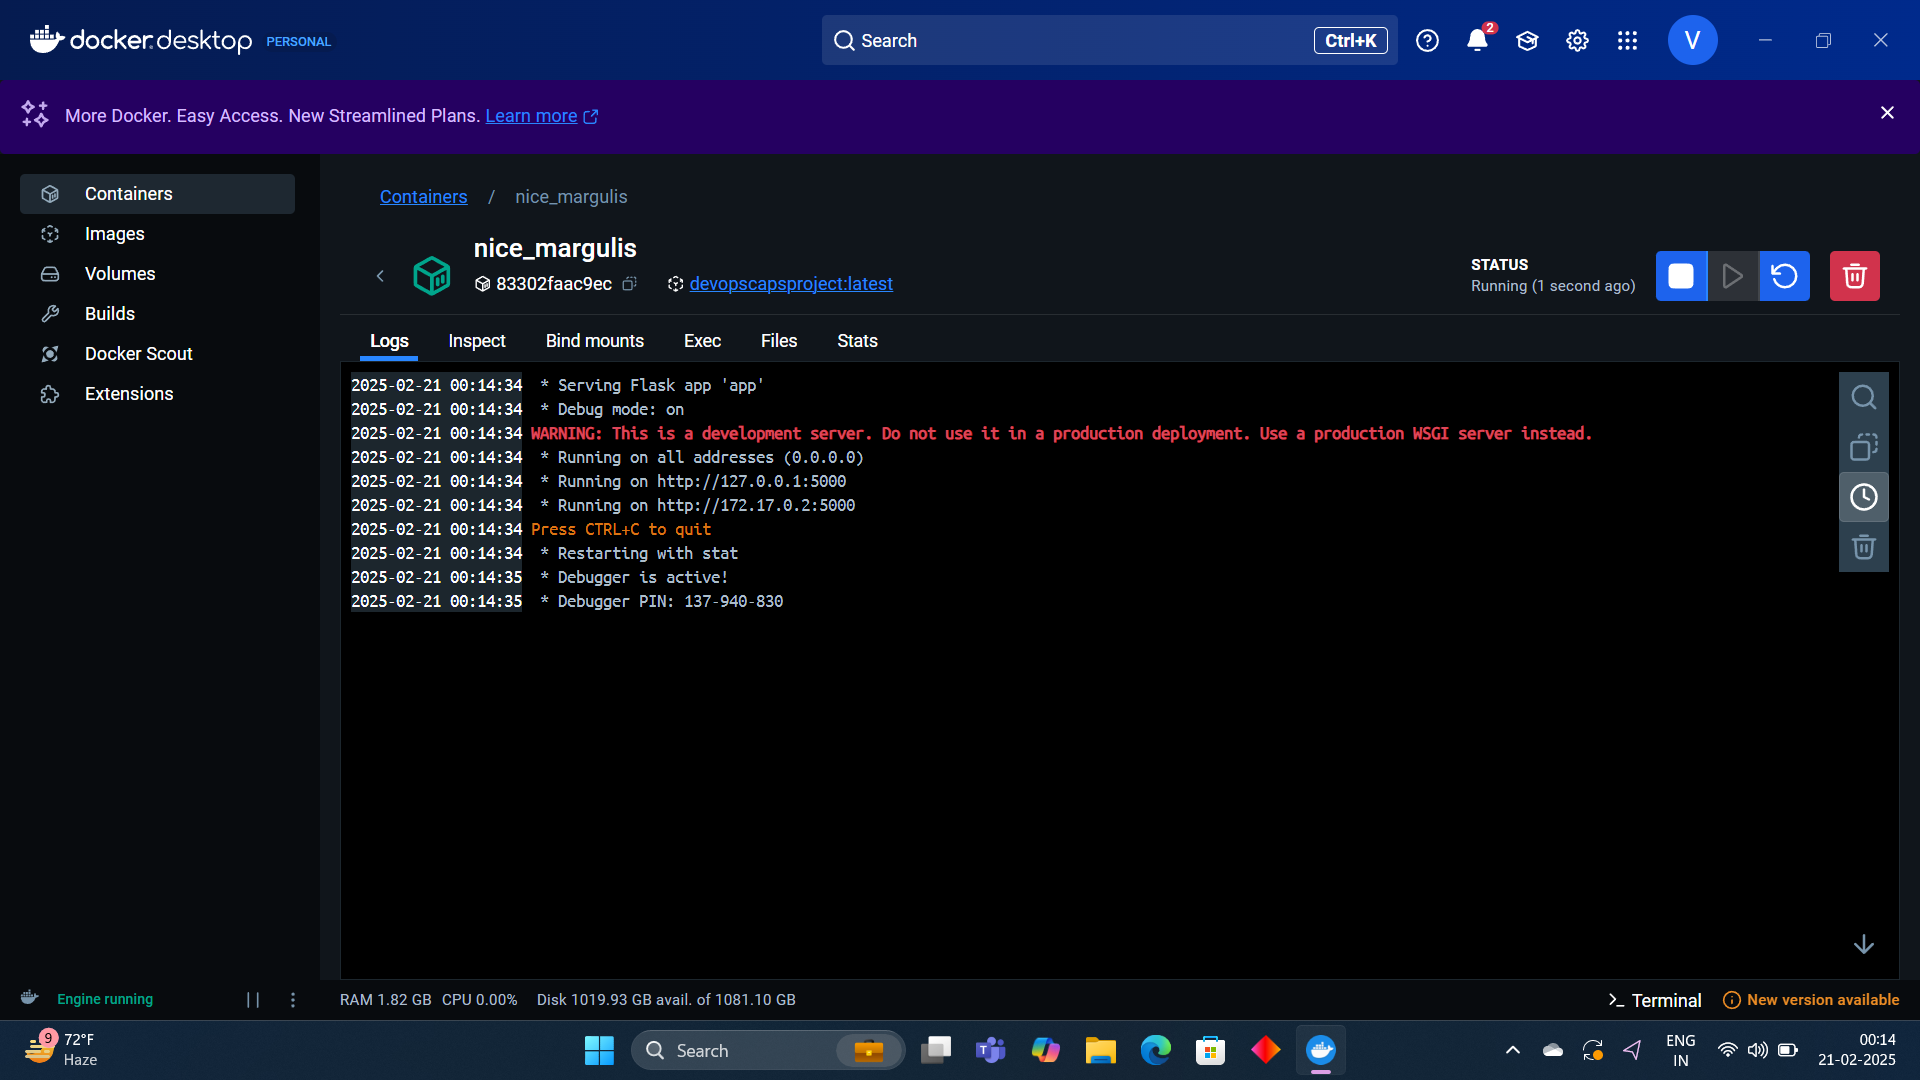 docker.desktop PERSONAL
Search Ctrl+K
2
V
More Docker. Easy Access. New Streamlined Plans. Learn more
Containers
Images
Volumes
Builds
Docker Scout
Extensions
Containers / nice_margulis
nice_margulis
83302faac9ec devopscapsproject:latest
STATUS
Running (1 second ago)
Logs Inspect Bind mounts Exec Files Stats
2025-02-21 00:14:34 * Serving Flask app 'app'
2025-02-21 00:14:34 * Debug mode: on
2025-02-21 00:14:34 WARNING: This is a development server. Do not use it in a production deployment. Use a production WSGI server instead.
2025-02-21 00:14:34 * Running on all addresses (0.0.0.0)
2025-02-21 00:14:34 * Running on http://127.0.0.1:5000
2025-02-21 00:14:34 * Running on http://172.17.0.2:5000
2025-02-21 00:14:34 Press CTRL+C to quit
2025-02-21 00:14:34 * Restarting with stat
2025-02-21 00:14:35 * Debugger is active!
2025-02-21 00:14:35 * Debugger PIN: 137-940-830
Engine running
RAM 1.82 GB CPU 0.00% Disk 1019.93 GB avail. of 1081.10 GB
>_ Terminal
New version available
9
72°F
Haze
Search
ENG
IN
00:14
21-02-2025